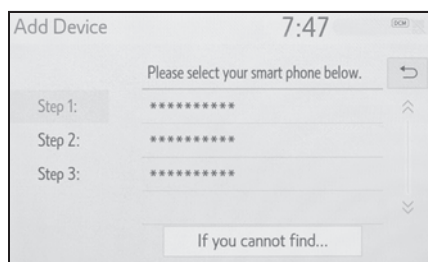 Add Device 7:47 DCM
Please select your smart phone below.
Step 1: **********
Step 2: **********
Step 3: **********
If you cannot find...